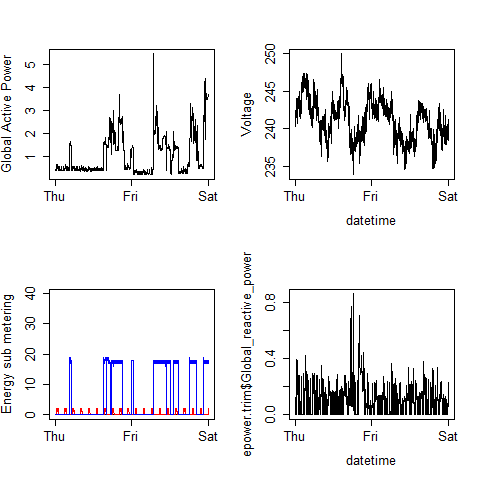 Global Active Power
5
4
3
2
1
Thu Fri Sat
Voltage
250
245
240
235
Thu Fri Sat
datetime
Energy sub metering
40
30
20
10
0
Thu Fri Sat
epower.trim$Global_reactive_power
0.8
0.4
0.0
Thu Fri Sat
datetime